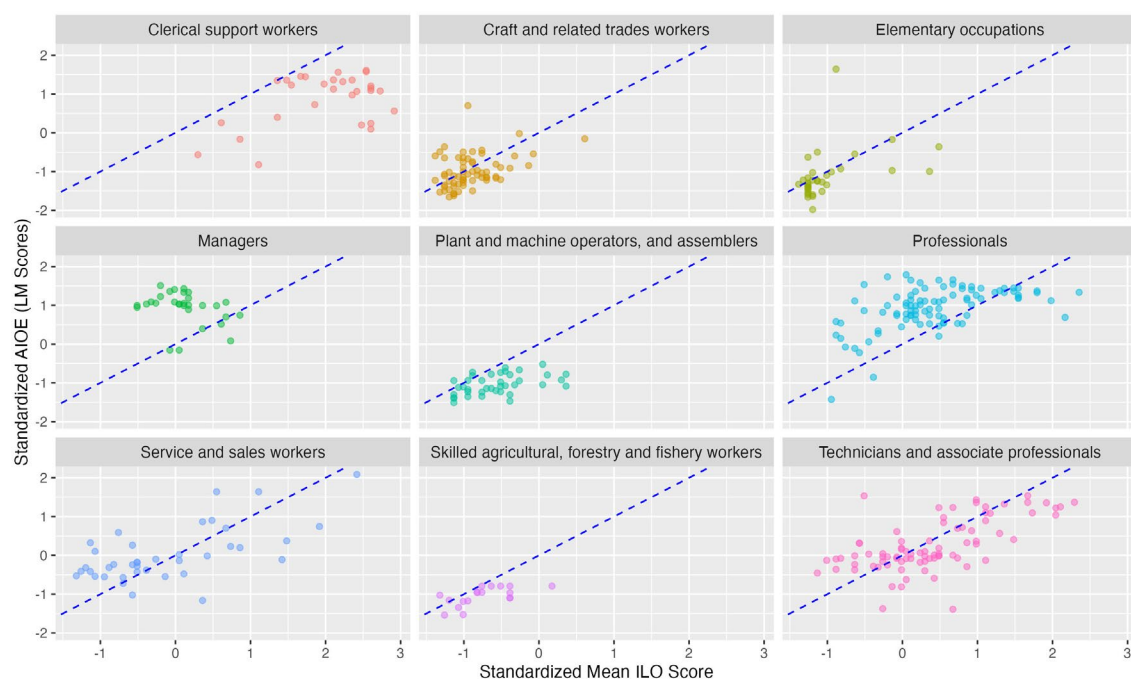 Clerical support workers
Craft and related trades workers
Elementary occupations
2
1
0
-1
-2
Managers
Plant and machine operators, and assemblers
Professionals
2
1
0
-1
-2
Service and sales workers
Skilled agricultural, forestry and fishery workers
Technicians and associate professionals
2
1
0
-1
-2
-1 0 1 2 3 -1 0 1 2 3 -1 0 1 2 3
Standardized AIOE (LM Scores)
Standardized Mean ILO Score